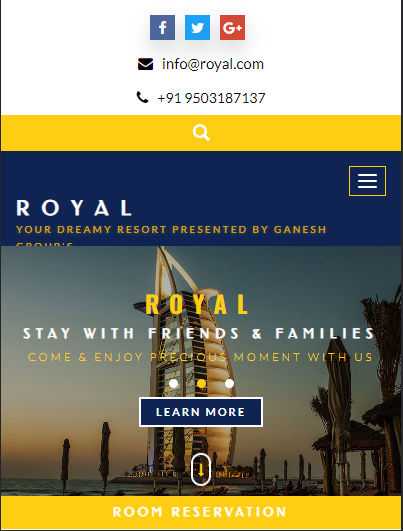 f
G+
info@royal.com
+91 9503187137
ROYAL
YOUR DREAMY RESORT PRESENTED BY GANESH
GROUP'S
ROYAL
STAY WITH FRIENDS & FAMILIES
COME & ENJOY PRECIOUS MOMENT WITH US
LEARN MORE
ROOM RESERVATION